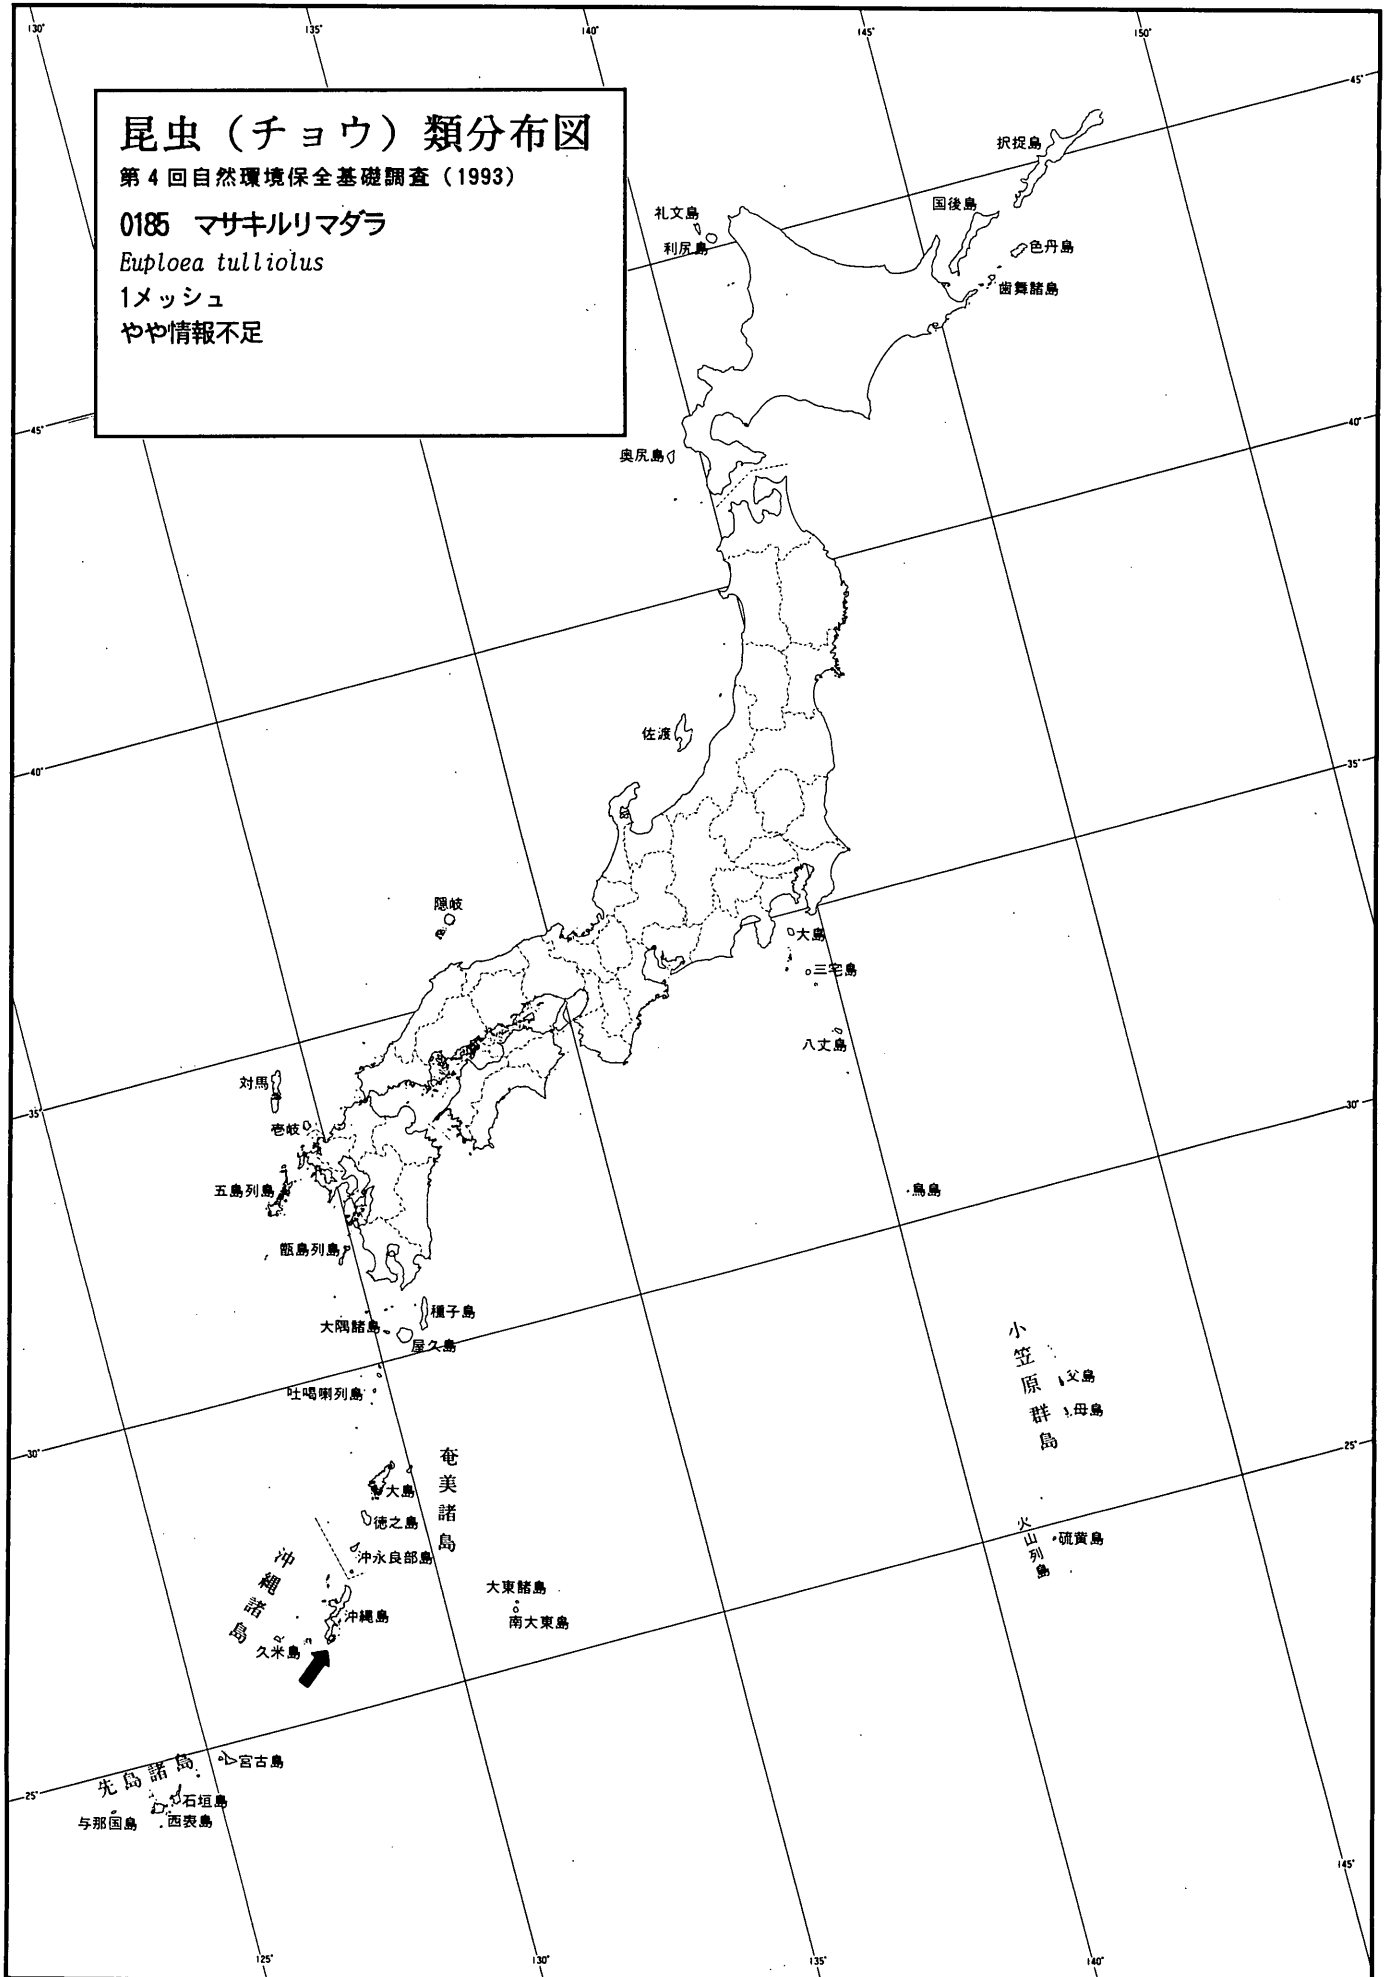 130°
135°
140°
145°
150°
昆虫（チョウ）類分布図
第4回自然環境保全基礎調査（1993）
0185　マサキルリマダラ
Euploea tulliolus
1メッシュ
やや情報不足
45°
択捉島
国後島
色丹島
歯舞諸島
礼文島
利尻島
45°
40°
奥尻島
佐渡
40°
35°
隠岐
大島
三宅島
八丈島
対馬
35°
壱岐
30°
五島列島
鳥島
甑島列島
種子島
大隅諸島
屋久島
吐噶喇列島
小笠原群島
父島
母島
30°
25°
奄美諸島
大島
徳之島
沖永良部島
火山列島
硫黄島
沖縄諸島
沖縄島
久米島
大東諸島
南大東島
先島諸島
宮古島
25°
石垣島
与那国島
西表島
145°
125°
130°
135°
140°